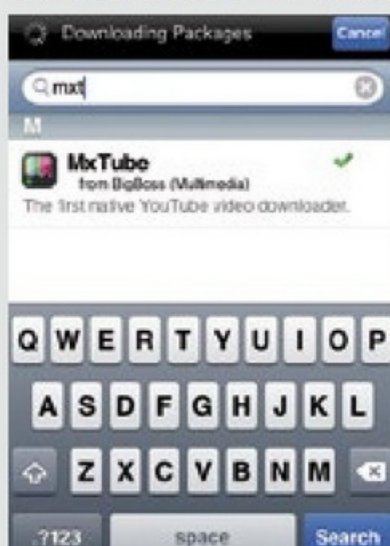 Downloading Packages Cancel
mxt
M
MxTube
from BigBoss (Multimedia)
The first native YouTube video downloader.
Q W E R T Y U I O P
A S D F G H J K L
Z X C V B N M
.?123 space Search